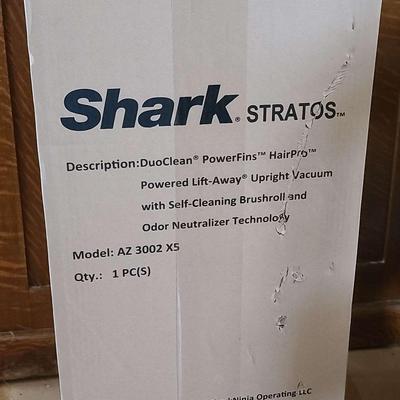 Shark® STRATOS™
Description:DuoClean® PowerFins™ HairPro™
Powered Lift-Away® Upright Vacuum
with Self-Cleaning Brushroll and
Odor Neutralizer Technology
Model: AZ 3002 X5
Qty.: 1 PC(S)
Ninja Operating LLC